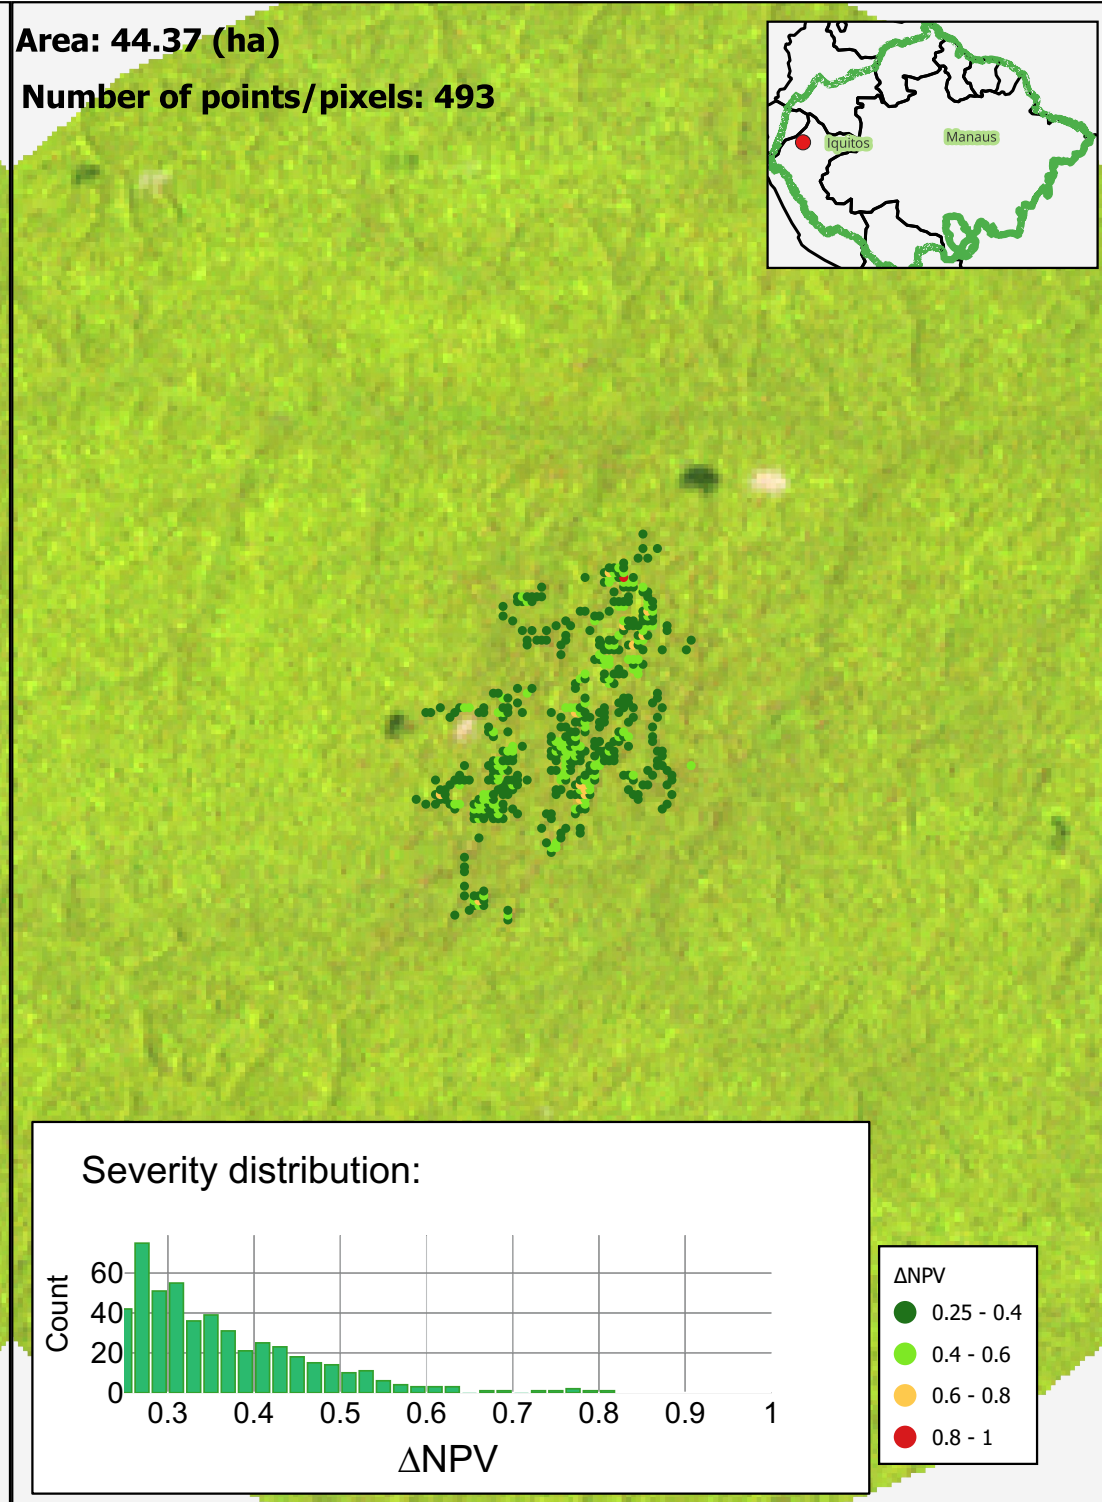 Area: 44.37 (ha)
Number of points/pixels: 493
Iquitos
Manaus
Severity distribution:
Count
60
40
20
0
0.3 0.4 0.5 0.6 0.7 0.8 0.9 1
ΔNPV
ΔNPV
0.25 - 0.4
0.4 - 0.6
0.6 - 0.8
0.8 - 1